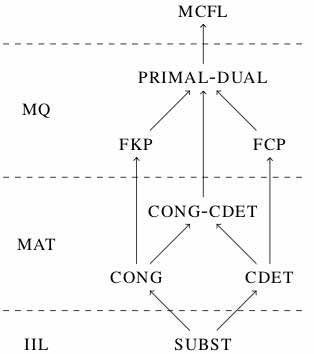 MCFL
PRIMAL-DUAL
MQ
FKP FCP
CONG-CDET
MAT
CONG CDET
IIL SUBST